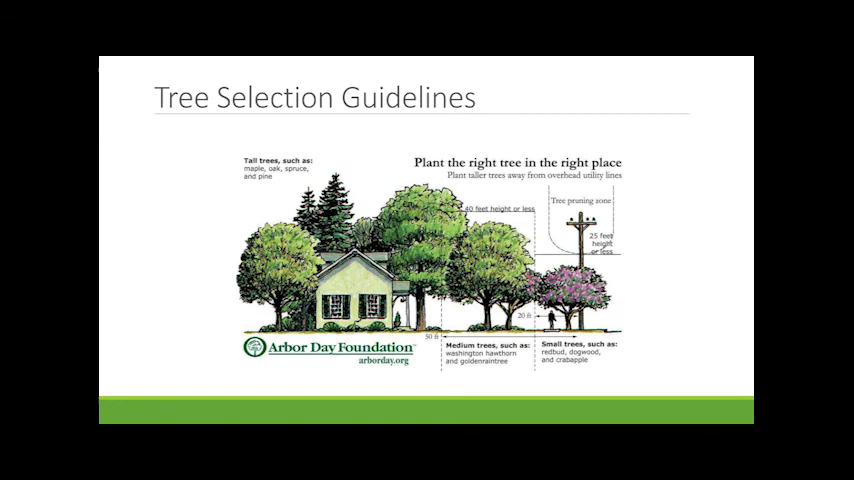 Tree Selection Guidelines
Tall trees, such as:
maple, oak, spruce,
and pine
Plant the right tree in the right place
Plant taller trees away from overhead utility lines
Tree pruning zone
40 feet height or less
25 feet
height
or less
20 ft
50 ft
Arbor Day Foundation™
arborday.org
Medium trees, such as:
washington hawthorn
and goldenraintree
Small trees, such as:
redbud, dogwood,
and crabapple